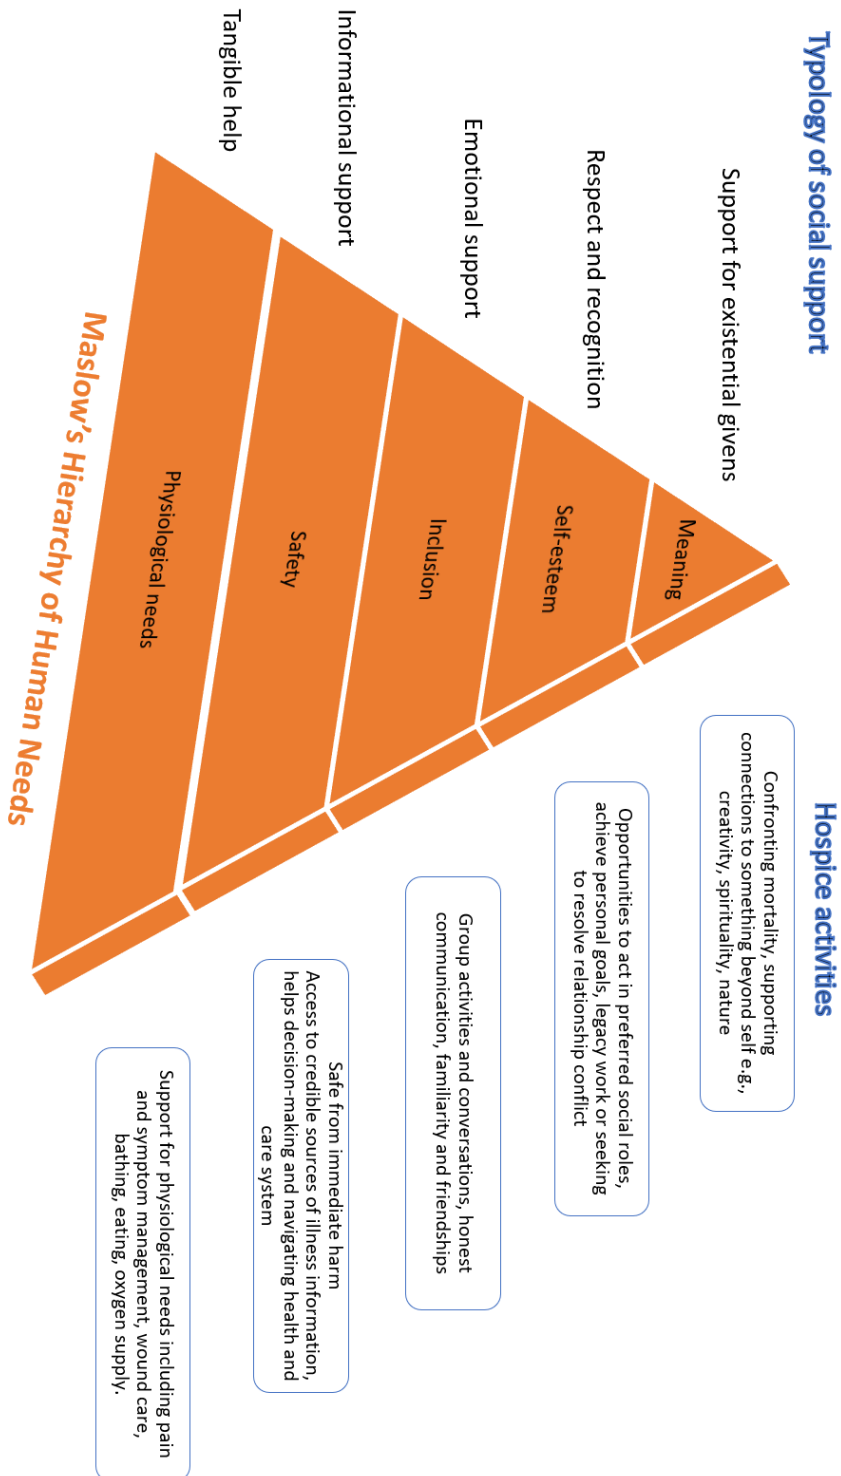 Typology of social support
Hospice activities
Support for existential givens
Meaning
Confronting mortality, supporting
connections to something beyond self e.g.,
creativity, spirituality, nature
Respect and recognition
Self-esteem
Opportunities to act in preferred social roles,
achieve personal goals, legacy work or seeking
to resolve relationship conflict
Emotional support
Inclusion
Group activities and conversations, honest
communication, familiarity and friendships
Informational support
Safety
Safe from immediate harm
Access to credible sources of illness information,
helps decision-making and navigating health and
care system
Tangible help
Physiological needs
Support for physiological needs including pain
and symptom management, wound care,
bathing, eating, oxygen supply.
Maslow’s Hierarchy of Human Needs